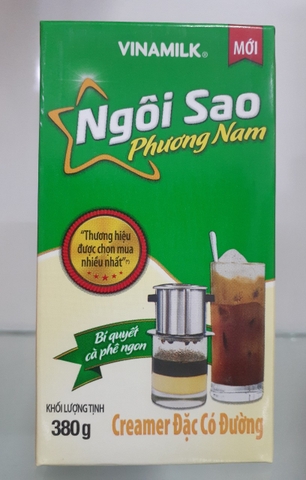 VINAMILK®
MỚI
Ngôi Sao
Phương Nam
"Thương hiệu
được chọn mua
nhiều nhất"(*)
Bí quyết
cà phê ngon
KHỐI LƯỢNG TỊNH
380 g
Creamer Đặc Có Đường